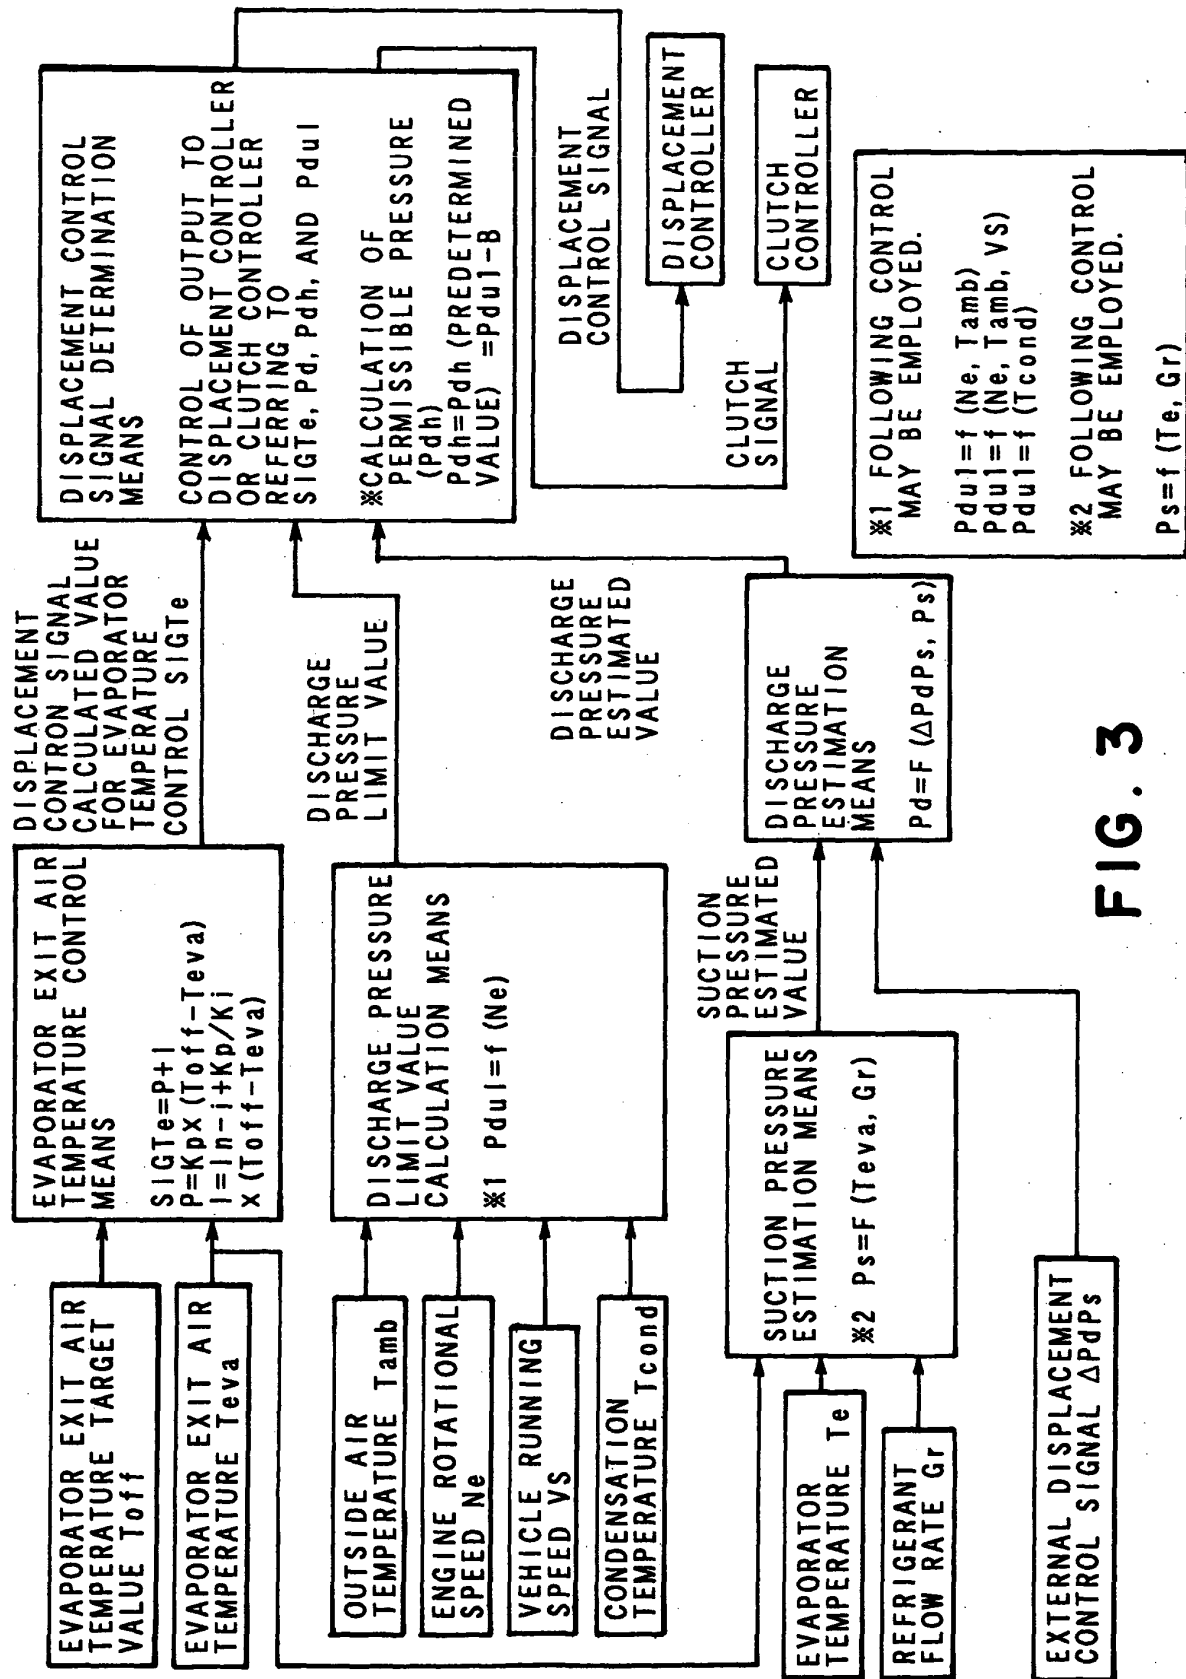 EVAPORATOR EXIT AIR
TEMPERATURE TARGET
VALUE Toff
EVAPORATOR EXIT AIR
TEMPERATURE Teva
OUTSIDE AIR
TEMPERATURE Tamb
ENGINE ROTATIONAL
SPEED Ne
VEHICLE RUNNING
SPEED VS
CONDENSATION
TEMPERATURE Tcond
EVAPORATOR
TEMPERATURE Te
REFRIGERANT
FLOW RATE Gr
EXTERNAL DISPLACEMENT
CONTROL SIGNAL △PdPs
EVAPORATOR EXIT AIR
TEMPERATURE CONTROL
MEANS
SIGTe=P+I
P=KpX(Toff-Teva)
I=In-i+Kp/Ki
X(Toff-Teva)
DISCHARGE PRESSURE
LIMIT VALUE
CALCULATION MEANS
※1 Pdul=f(Ne)
SUCTION PRESSURE
ESTIMATION MEANS
※2 Ps=F(Teva,Gr)
SUCTION
PRESSURE
ESTIMATED
VALUE
DISCHARGE
PRESSURE
ESTIMATION
MEANS
Pd=F(△PdPs, Ps)
DISPLACEMENT
CONTRON SIGNAL
CALCULATED VALUE
FOR EVAPORATOR
TEMPERATURE
CONTROL SIGTe
DISCHARGE
PRESSURE
LIMIT VALUE
DISCHARGE
PRESSURE
ESTIMATED
VALUE
DISPLACEMENT CONTROL
SIGNAL DETERMINATION
MEANS
CONTROL OF OUTPUT TO
DISPLACEMENT CONTROLLER
OR CLUTCH CONTROLLER
REFERRING TO
SIGTe, Pd, Pdh, AND Pdul
※CALCULATION OF
PERMISSIBLE PRESSURE
(Pdh)
Pdh=Pdh(PREDETERMINED
VALUE)=Pdul-B
DISPLACEMENT
CONTROL SIGNAL
CLUTCH
SIGNAL
DISPLACEMENT
CONTROLLER
CLUTCH
CONTROLLER
※1 FOLLOWING CONTROL
MAY BE EMPLOYED.
Pdul=f(Ne, Tamb)
Pdul=f(Ne, Tamb, VS)
Pdul=f(Tcond)
※2 FOLLOWING CONTROL
MAY BE EMPLOYED.
Ps=f(Te, Gr)
FIG. 3